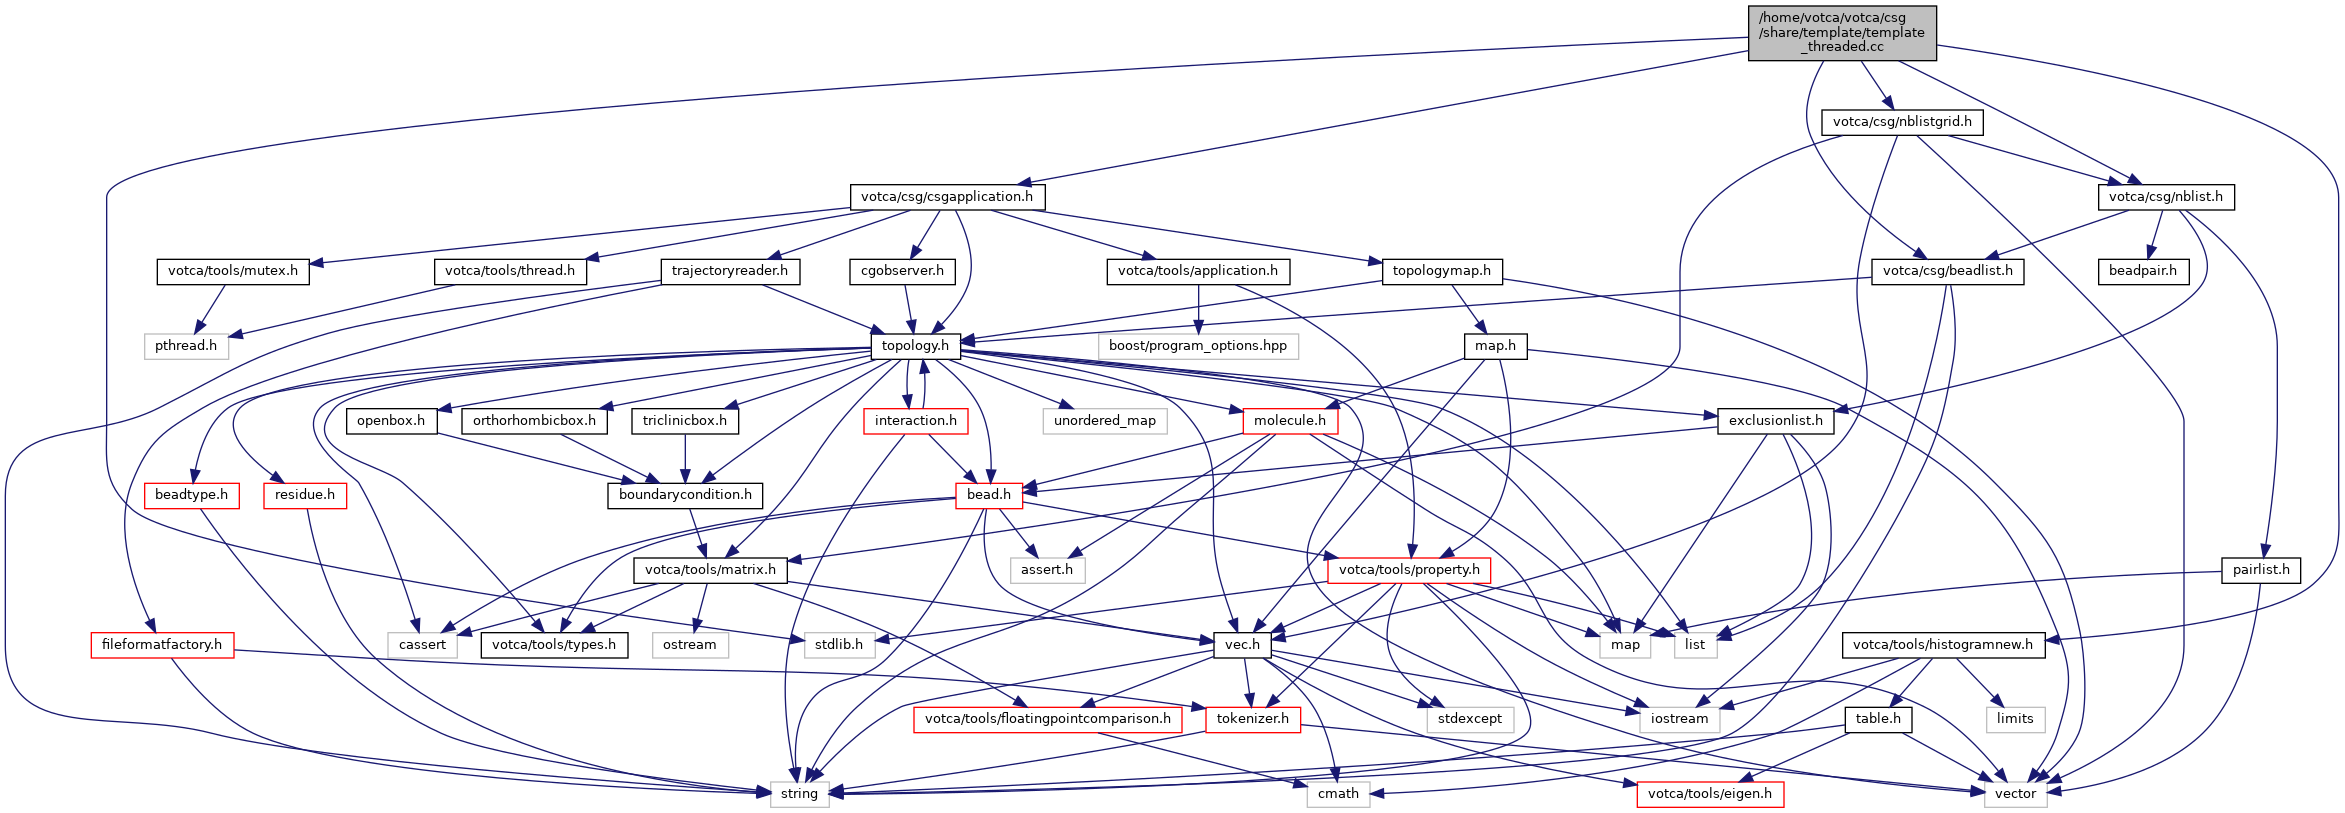 /home/votca/votca/csg
/share/template/template
_threaded.cc
votca/csg/nblistgrid.h
votca/csg/csgapplication.h
votca/csg/nblist.h
votca/tools/mutex.h
votca/tools/thread.h
trajectoryreader.h
cgobserver.h
votca/tools/application.h
topologymap.h
votca/csg/beadlist.h
beadpair.h
pthread.h
topology.h
boost/program_options.hpp
map.h
openbox.h
orthorhombicbox.h
triclinicbox.h
interaction.h
unordered_map
molecule.h
exclusionlist.h
beadtype.h
residue.h
boundarycondition.h
bead.h
votca/tools/matrix.h
assert.h
votca/tools/property.h
pairlist.h
fileformatfactory.h
cassert
votca/tools/types.h
ostream
stdlib.h
vec.h
map
list
votca/tools/histogramnew.h
votca/tools/floatingpointcomparison.h
tokenizer.h
stdexcept
iostream
table.h
limits
string
cmath
votca/tools/eigen.h
vector